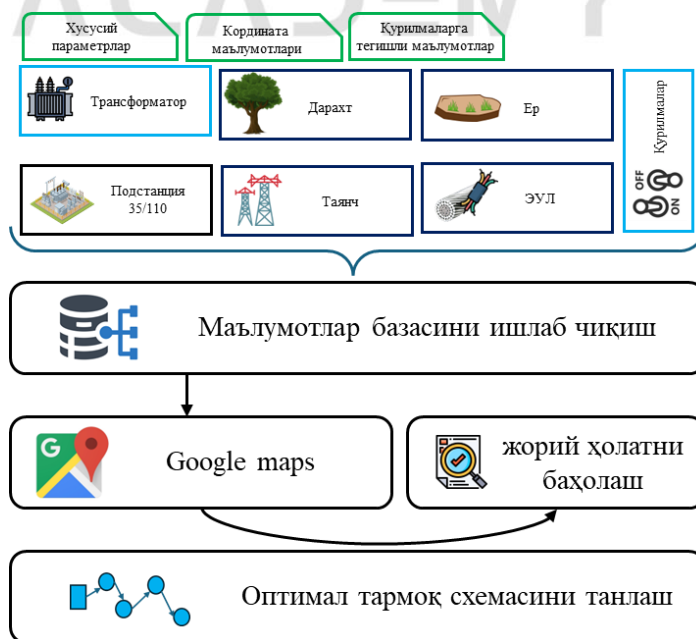 ACADEMY
Хусусий
параметрлар
Кордината
маълумотлари
Қурилмаларга
тегишли маълумотлар
Трансформатор
Дарахт
Ер
Қурилмалар
OFF
ON
Подстанция
35/110
Таянч
ЭУЛ
Маълумотлар базасини ишлаб чиқиш
G
Google maps
жорий ҳолатни
баҳолаш
Оптимал тармоқ схемасини танлаш